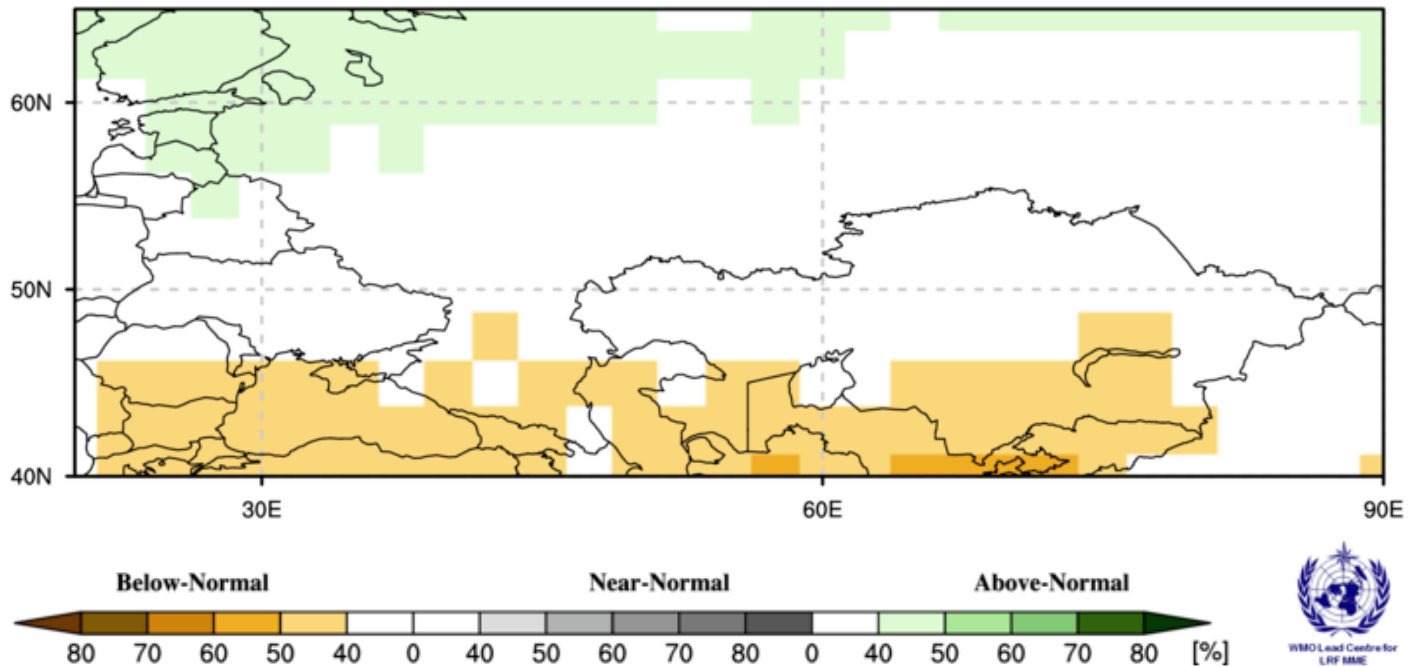 60N
50N
40N
30E
60E
90E
Below-Normal Near-Normal Above-Normal
80 70 60 50 40 0 40 50 60 70 80 0 40 50 60 70 80 [%]
WMO Lead Centre for
LRF MME